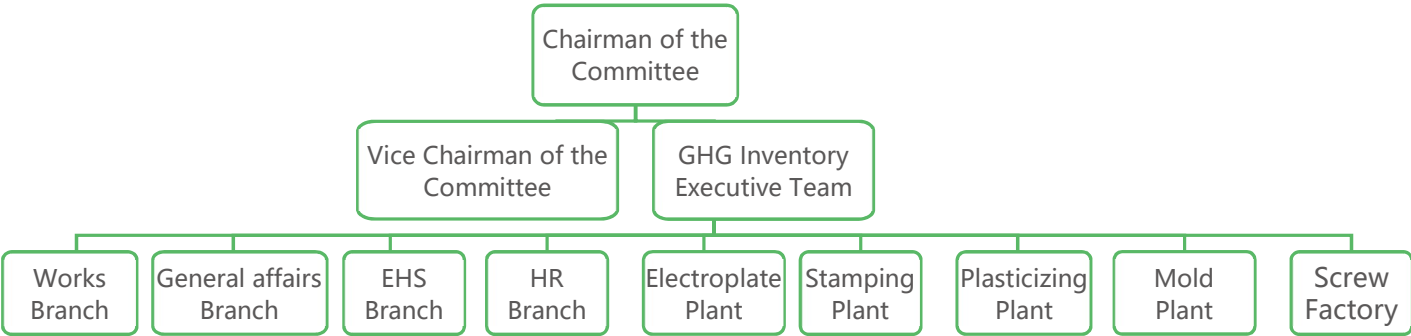 Chairman of the
Committee
Vice Chairman of the
Committee
GHG Inventory
Executive Team
Works
Branch
General affairs
Branch
EHS
Branch
HR
Branch
Electroplate
Plant
Stamping
Plant
Plasticizing
Plant
Mold
Plant
Screw
Factory